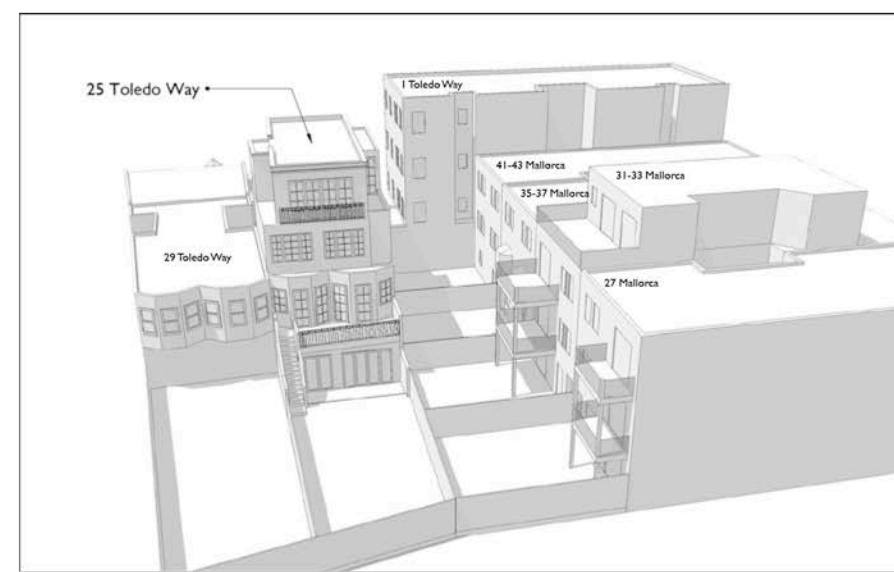 25 Toledo Way
1 Toledo Way
41-43 Mallorca
31-33 Mallorca
35-37 Mallorca
29 Toledo Way
27 Mallorca